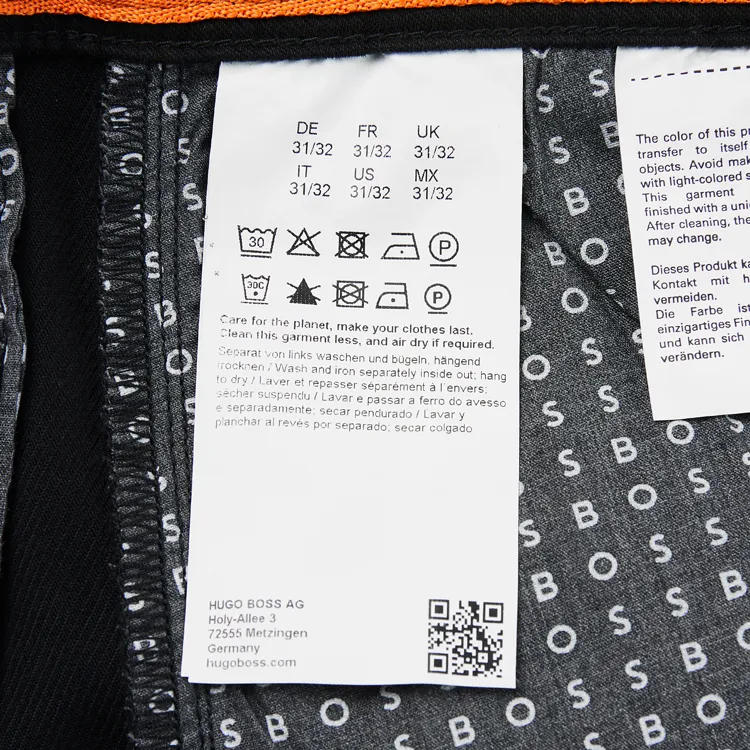 DE FR UK
31/32 31/32 31/32
IT US MX
31/32 31/32 31/32
30 P
30C P
Care for the planet, make your clothes last.
Clean this garment less, and air dry if required.
Separat von links waschen und bügeln, hängend
trocknen / Wash and iron separately inside out; hang
to dry / Laver et repasser séparément à l'envers;
sécher suspendu / Lavar e passar a ferro do avesso
e separadamente; secar pendurado / Lavar y
planchar al revés por separado; secar colgado
HUGO BOSS AG
Holy-Allee 3
72555 Metzingen
Germany
hugoboss.com
The color of this
transfer to itself
objects. Avoid
with light-colored
This garment
finished with a
After cleaning, the
may change.
Dieses Produkt
Kontakt mit
vermeiden.
Die Farbe
einzigartiges
und kann sich
verändern.
BOSS